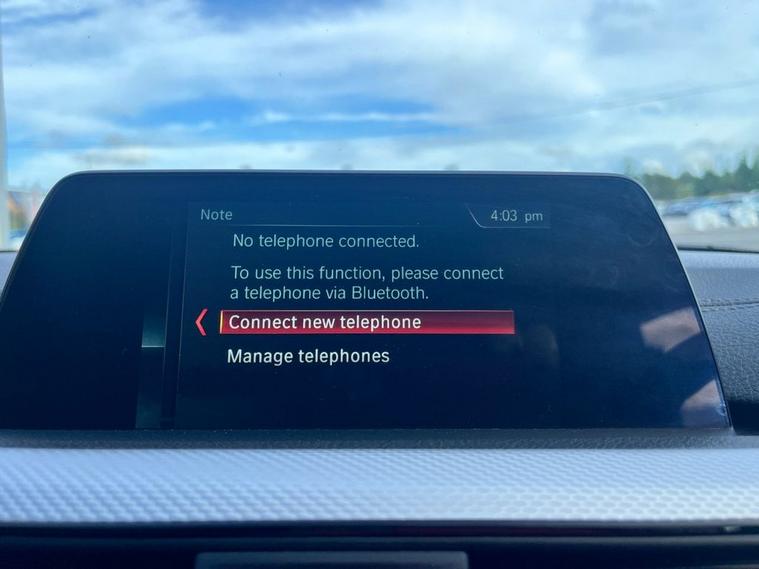 Note
4:03 pm
No telephone connected.
To use this function, please connect
a telephone via Bluetooth.
Connect new telephone
Manage telephones